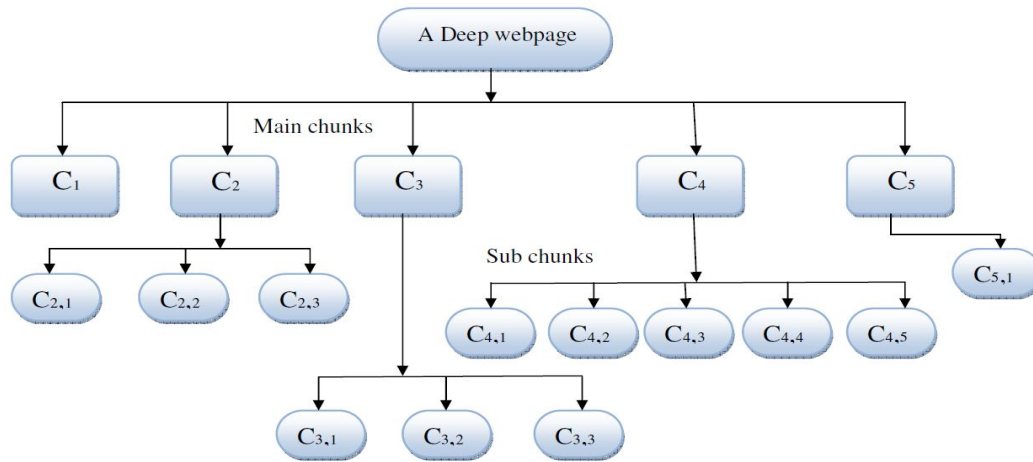 A Deep webpage
Main chunks
C₁
C₂
C₃
C₄
C₅
Sub chunks
C₂,₁
C₂,₂
C₂,₃
C₅,₁
C₄,₁
C₄,₂
C₄,₃
C₄,₄
C₄,₅
C₃,₁
C₃,₂
C₃,₃